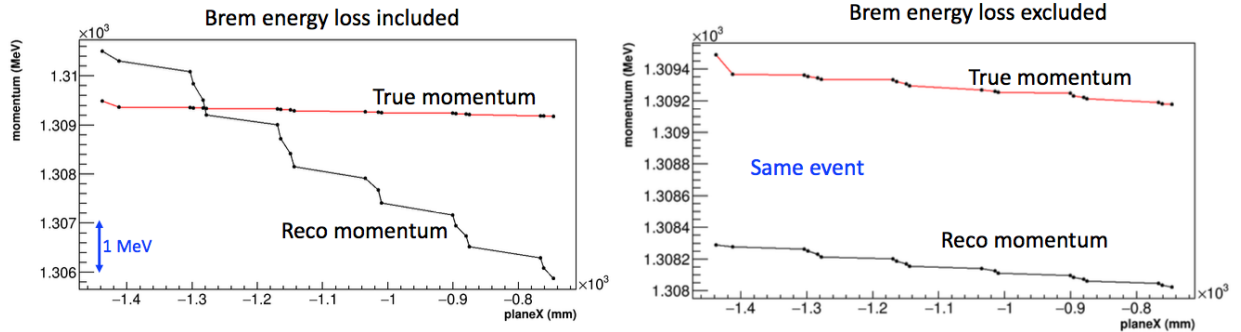 Brem energy loss included
×10³
momentum (MeV)
1.31
1.309
1.308
1.307
1.306
True momentum
Reco momentum
1 MeV
−1.4
−1.3
−1.2
−1.1
−1
−0.9
−0.8
×10³
planeX (mm)
Brem energy loss excluded
×10³
momentum (MeV)
1.3094
1.3092
1.309
1.3088
1.3086
1.3084
1.3082
1.308
True momentum
Same event
Reco momentum
−1.4
−1.3
−1.2
−1.1
−1
−0.9
−0.8
×10³
planeX (mm)